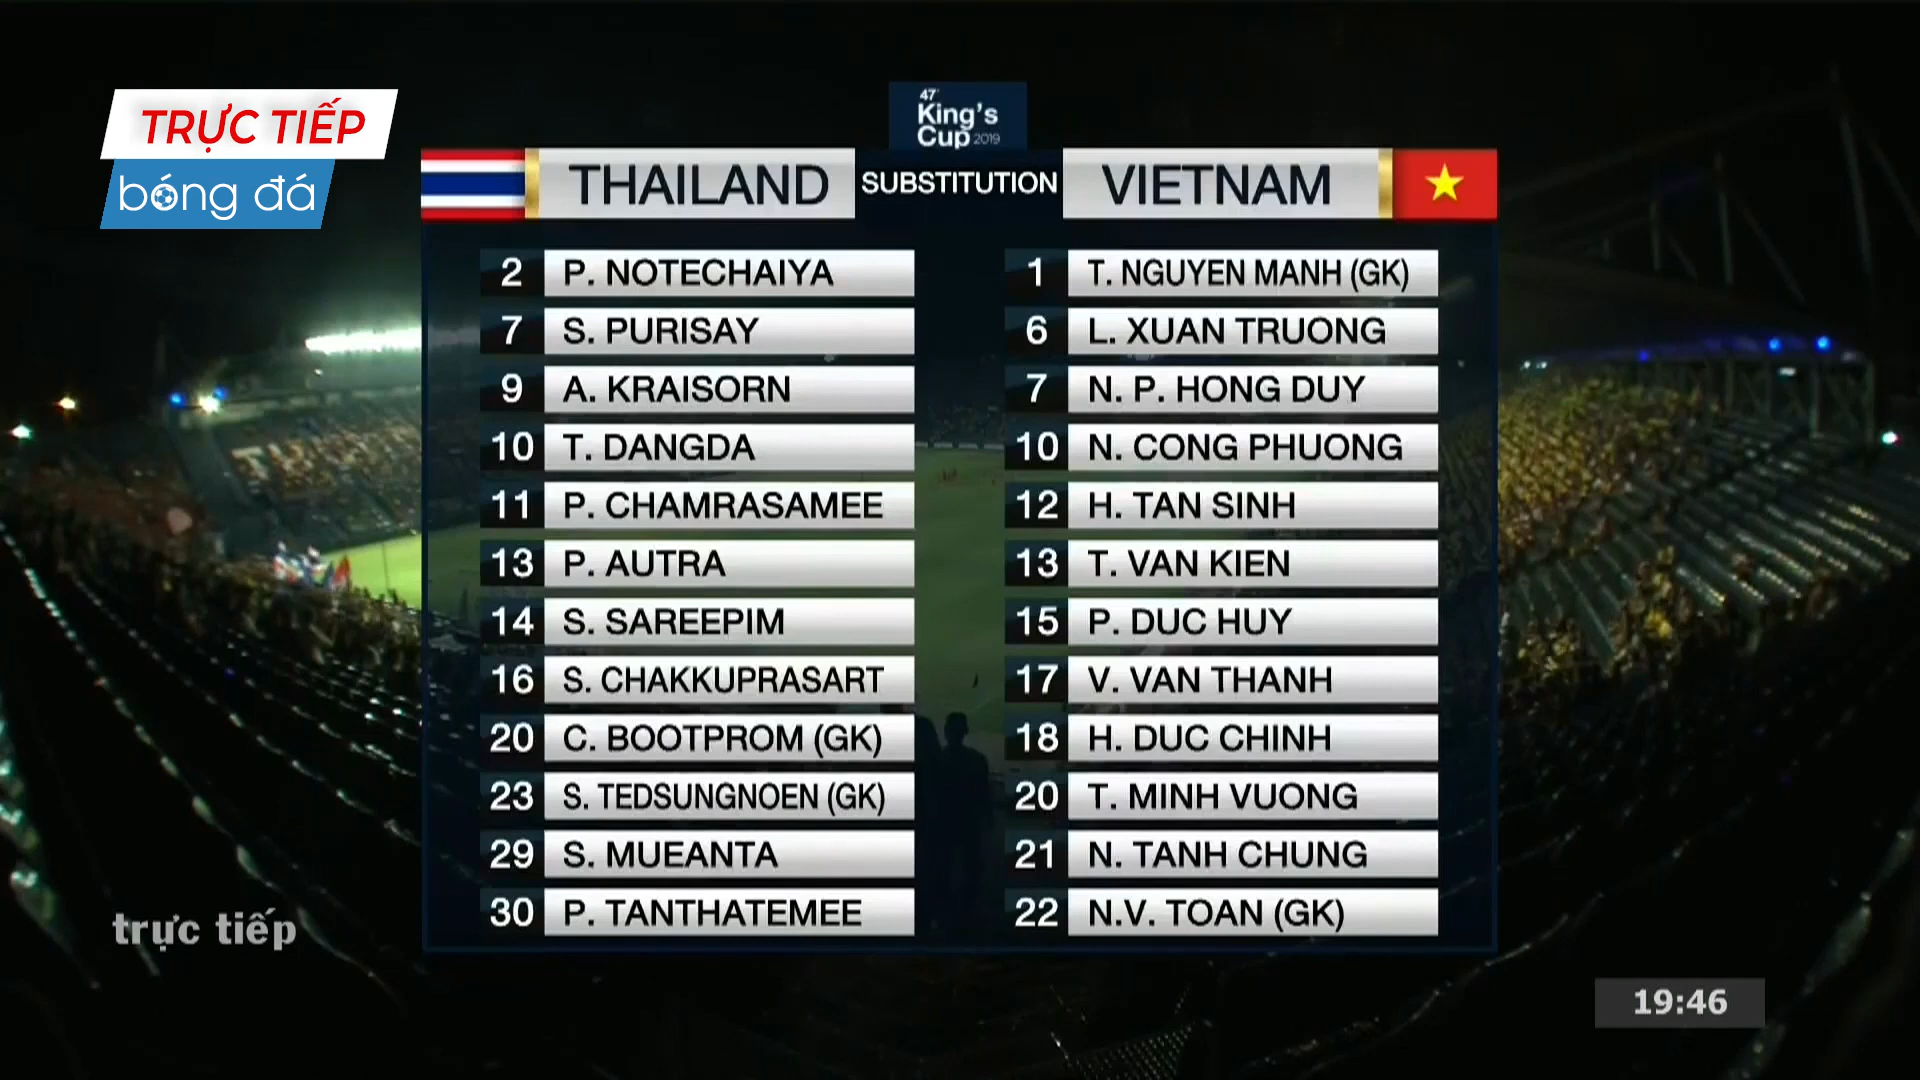 TRỰC TIẾP
bóng đá
47
King's
Cup 2019
THAILAND SUBSTITUTION VIETNAM
2 P. NOTECHAIYA 1 T. NGUYEN MANH (GK)
7 S. PURISAY 6 L. XUAN TRUONG
9 A. KRAISORN 7 N. P. HONG DUY
10 T. DANGDA 10 N. CONG PHUONG
11 P. CHAMRASAMEE 12 H. TAN SINH
13 P. AUTRA 13 T. VAN KIEN
14 S. SAREEPIM 15 P. DUC HUY
16 S. CHAKKUPRASART 17 V. VAN THANH
20 C. BOOTPROM (GK) 18 H. DUC CHINH
23 S. TEDSUNGNOEN (GK) 20 T. MINH VUONG
29 S. MUEANTA 21 N. TANH CHUNG
30 P. TANTHATEMEE 22 N.V. TOAN (GK)
trực tiếp
19:46